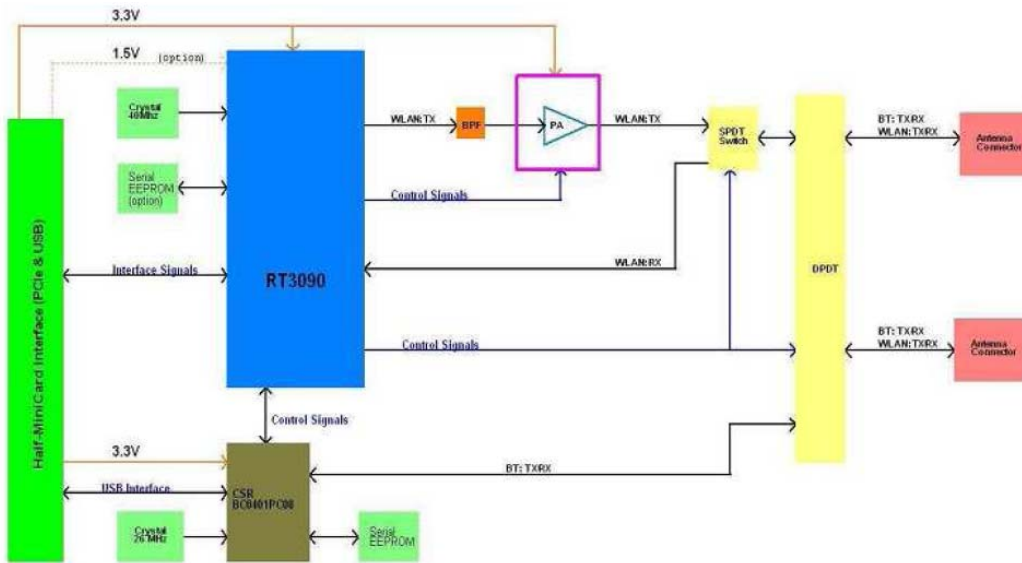 3.3V
1.5V (option)
Crystal
40Mhz
WLAN:TX
BPF
PA
WLAN:TX
SPDT
Switch
BT: TXRX
WLAN:TXRX
Antenna
Connector
Serial
EEPROM
(option)
Control Signals
Half-MiniCard Interface (PCIe & USB)
Interface Signals
RT3090
WLAN:RX
DPDT
Control Signals
BT: TXRX
WLAN:TXRX
Antenna
Connector
Control Signals
3.3V
BT: TXRX
USB Interface
CSR
Crystal
26 MHz
Serial
EEPROM